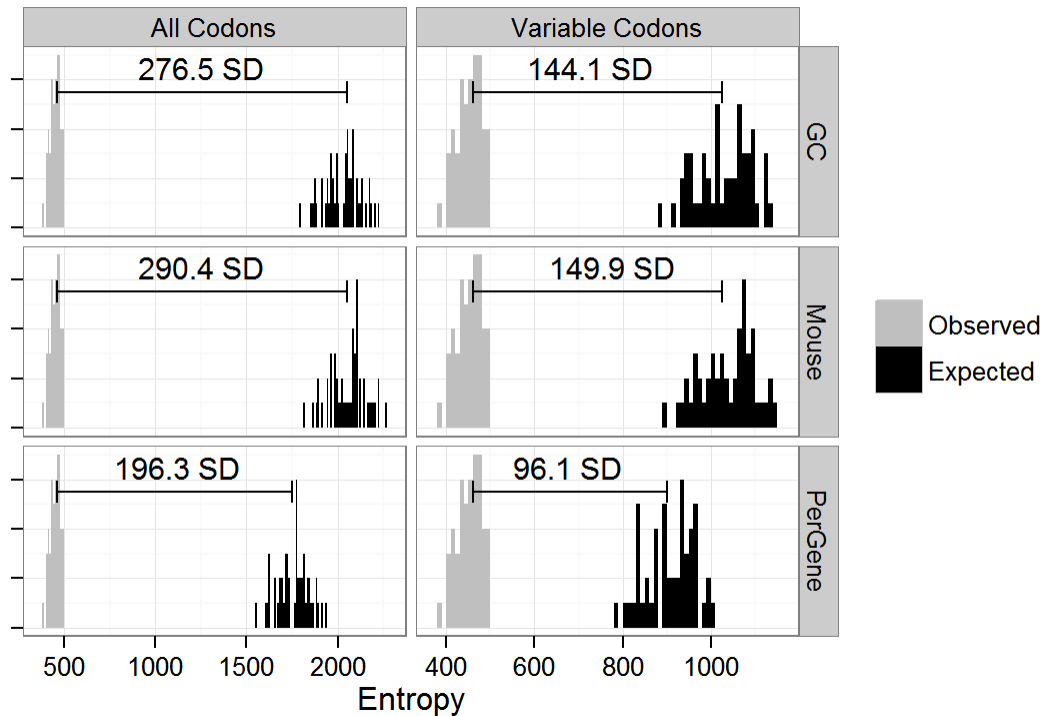 All Codons Variable Codons
276.5 SD 144.1 SD
GC
290.4 SD 149.9 SD
Mouse
Observed
Expected
196.3 SD 96.1 SD
PerGene
500 1000 1500 2000 400 600 800 1000
Entropy